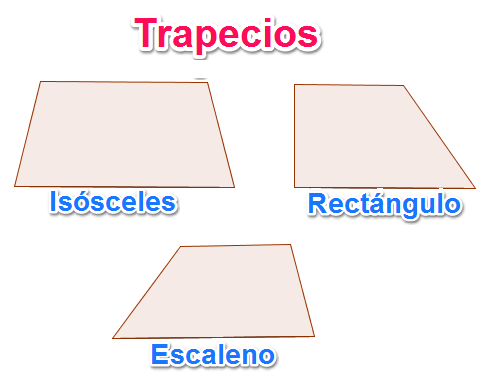 Trapecios
Isósceles
Rectángulo
Escaleno